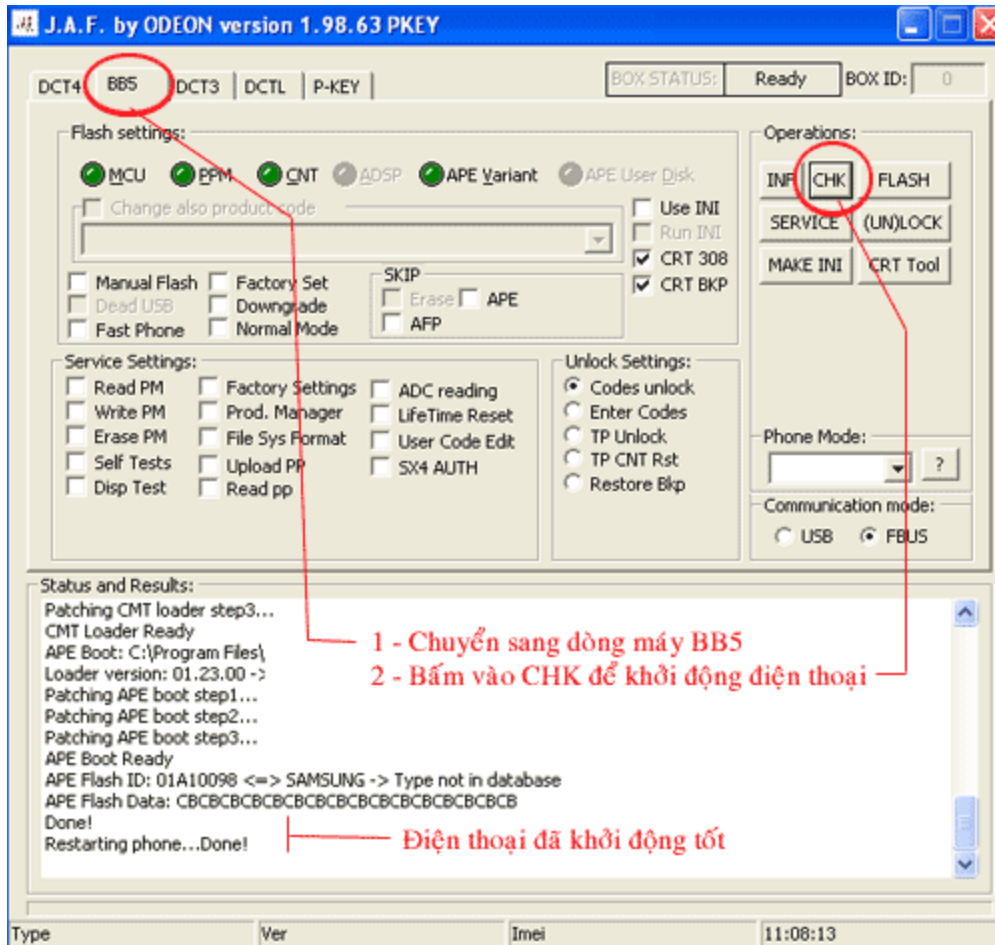 J.A.F. by ODEON version 1.98.63 PKEY
DCT4 BB5 DCT3 DCTL P-KEY
BOX STATUS: Ready BOX ID: 0
Flash settings:
MCU PPM CNT ADSP APE Variant APE User Disk
Change also product code
Use INI
Run INI
CRT 308
CRT BKP
Manual Flash Factory Set
Dead USB Downgrade
Fast Phone Normal Mode
SKIP
Erase APE
AFP
Operations:
INF CHK FLASH
SERVICE (UN)LOCK
MAKE INI CRT Tool
Service Settings:
Read PM Factory Settings ADC reading
Write PM Prod. Manager LifeTime Reset
Erase PM File Sys Format User Code Edit
Self Tests Upload PP SX4 AUTH
Disp Test Read pp
Unlock Settings:
Codes unlock
Enter Codes
TP Unlock
TP CNT Rst
Restore Bkp
Phone Mode:
?
Communication mode:
USB FBUS
Status and Results:
Patching CMT loader step3...
CMT Loader Ready
APE Boot: C:\Program Files\
Loader version: 01.23.00 ->
Patching APE boot step1...
Patching APE boot step2...
Patching APE boot step3...
APE Boot Ready
APE Flash ID: 01A10098 <=> SAMSUNG -> Type not in database
APE Flash Data: CBCBCBCBCBCBCBCBCBCBCBCBCBCBCBCB
Done!
Restarting phone...Done!
1 - Chuyển sang dòng máy BB5
2 - Bấm vào CHK để khởi động điện thoại
Điện thoại đã khởi động tốt
Type Ver Imei 11:08:13